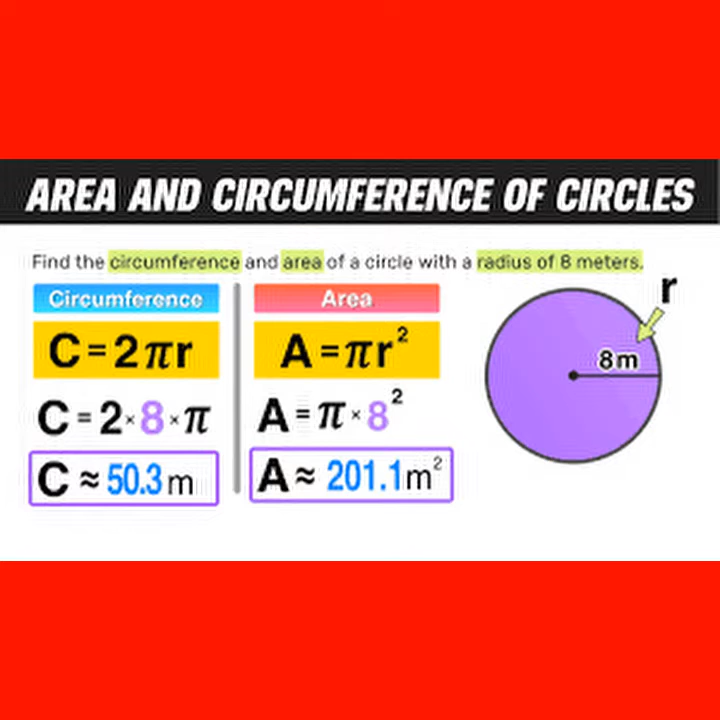 AREA AND CIRCUMFERENCE OF CIRCLES
Find the circumference and area of a circle with a radius of 8 meters.
Circumference
C = 2πr
C = 2 × 8 × π
C ≈ 50.3 m
Area
A = πr²
A = π × 8²
A ≈ 201.1m²
r
8m